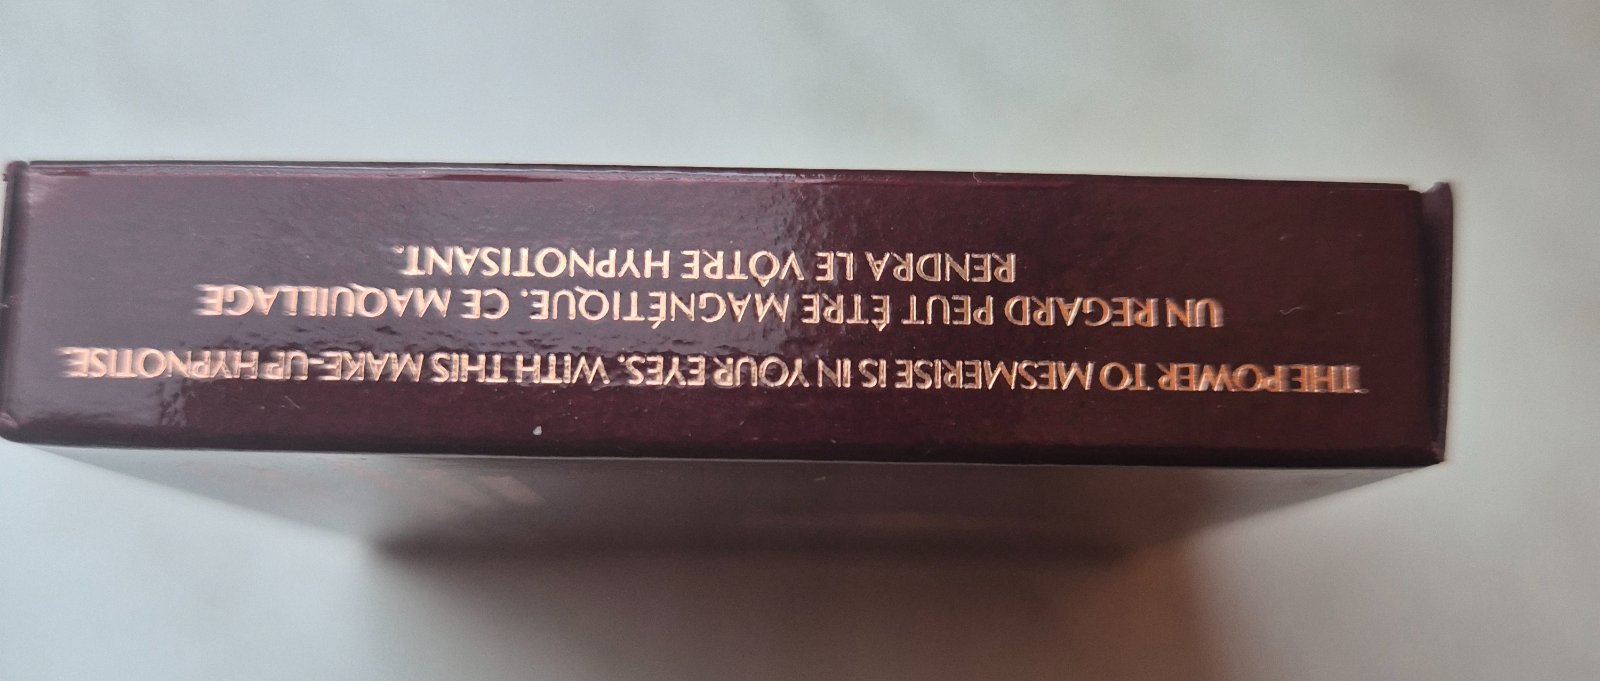 THE POWER TO MESMERISE IS IN YOUR EYES. WITH THIS MAKE-UP HYPNOTISE.
UN REGARD PEUT ÊTRE MAGNÉTIQUE. CE MAQUILLAGE
RENDRA LE VÔTRE HYPNOTISANT.